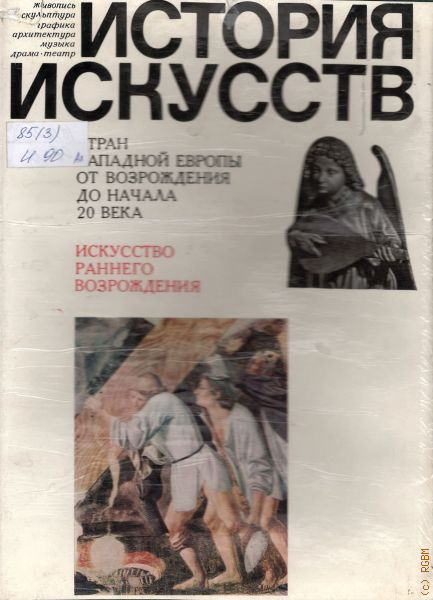 живопись
скульптура
графика
архитектура
музыка
драма·театр
ИСТОРИЯ
ИСКУССТВ
85(3)
И 90
ТРАН
АПАДНОЙ ЕВРОПЫ
ОТ ВОЗРОЖДЕНИЯ
ДО НАЧАЛА
20 ВЕКА
ИСКУССТВО
РАННЕГО
ВОЗРОЖДЕНИЯ
(c) RGBM